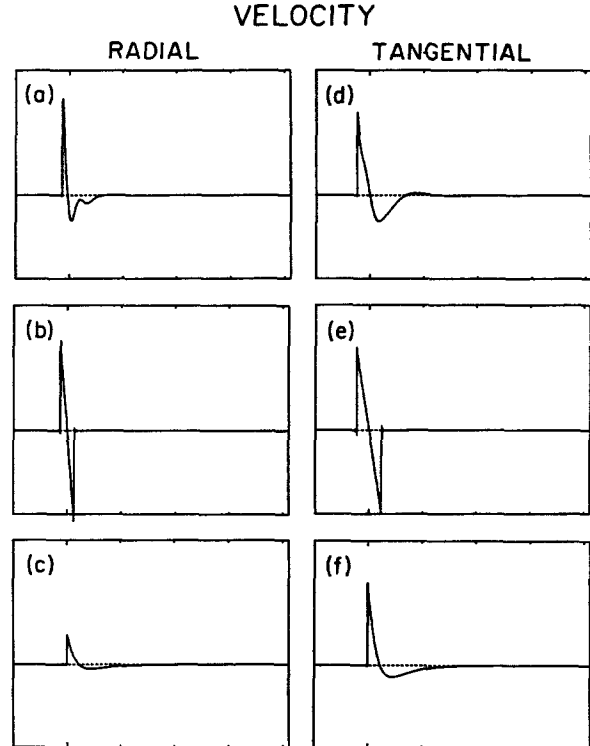 VELOCITY
RADIAL TANGENTIAL
(a) (d)
(b) (e)
(c) (f)